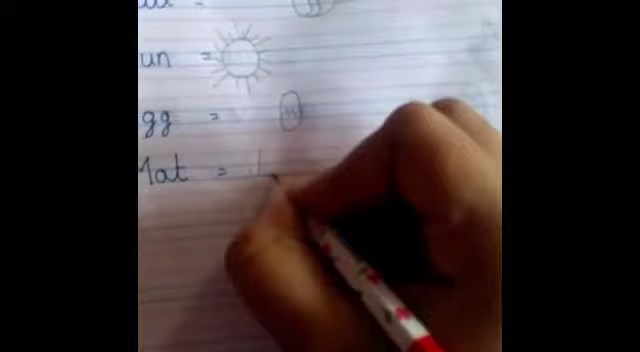 un =
gg =
Mat =